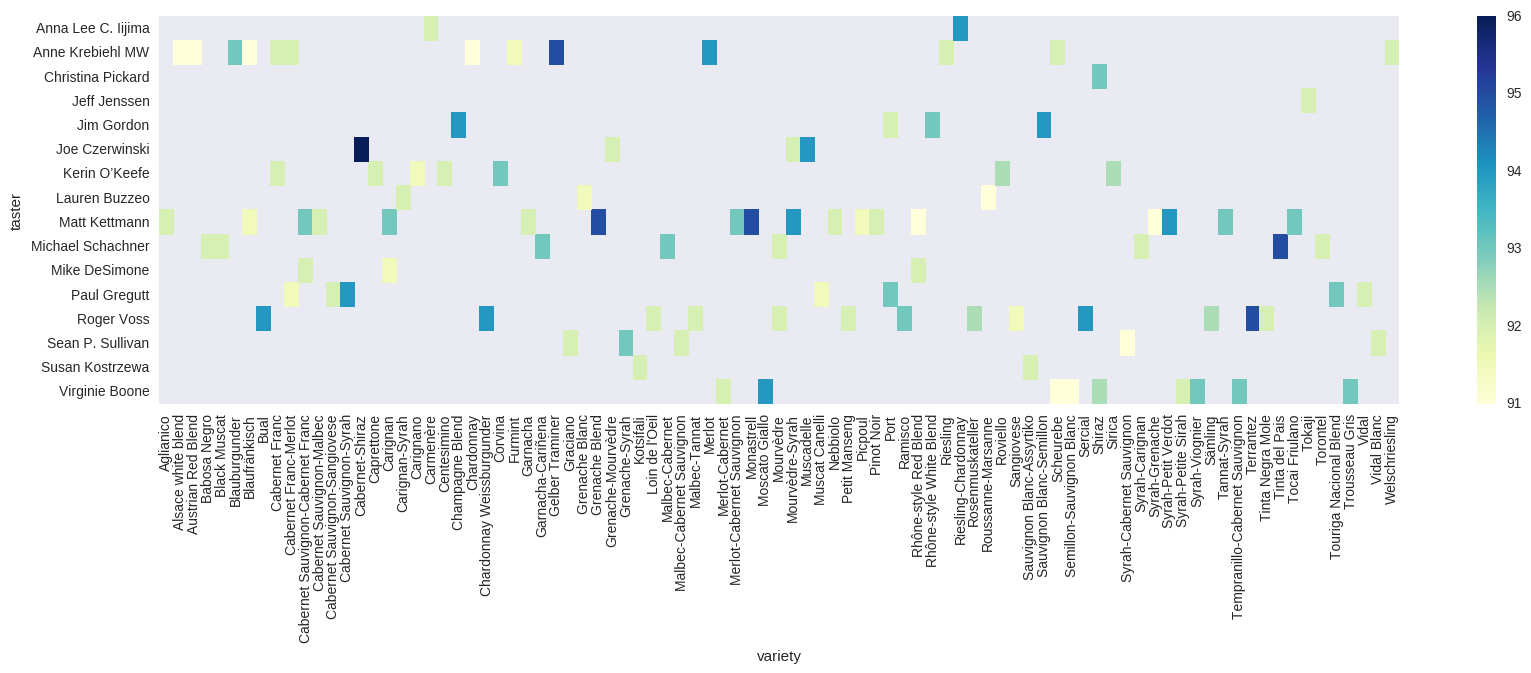 taster
Anna Lee C. Iijima
Anne Krebiehl MW
Christina Pickard
Jeff Jenssen
Jim Gordon
Joe Czerwinski
Kerin O'Keefe
Lauren Buzzeo
Matt Kettmann
Michael Schachner
Mike DeSimone
Paul Gregutt
Roger Voss
Sean P. Sullivan
Susan Kostrzewa
Virginie Boone
96
95
94
93
92
91
Aglianico
Alsace white blend
Austrian Red Blend
Babosa Negro
Black Muscat
Blauburgunder
Blaufränkisch
Bual
Cabernet Franc
Cabernet Franc-Merlot
Cabernet Sauvignon-Cabernet Franc
Cabernet Sauvignon-Malbec
Cabernet Sauvignon-Sangiovese
Cabernet Sauvignon-Syrah
Cabernet-Shiraz
Caprettone
Carignan
Carignano
Carignan-Syrah
Carmenère
Centesimino
Champagne Blend
Chardonnay
Chardonnay Weissburgunder
Corvina
Furmint
Garnacha
Garnacha-Cariñena
Gelber Traminer
Graciano
Grenache Blanc
Grenache Blend
Grenache-Mourvèdre
Grenache-Syrah
Kotsifali
Loin de l'Oeil
Malbec-Cabernet
Malbec-Cabernet Sauvignon
Malbec-Tannat
Merlot
Merlot-Cabernet
Merlot-Cabernet Sauvignon
Monastrell
Moscato Giallo
Mourvèdre
Mourvèdre-Syrah
Muscadelle
Muscat Canelli
Nebbiolo
Petit Manseng
Picpoul
Pinot Noir
Port
Ramisco
Rhône-style Red Blend
Rhône-style White Blend
Riesling
Riesling-Chardonnay
Rosenmuskateller
Roussanne-Marsanne
Roviello
Sangiovese
Sauvignon Blanc-Assyrtiko
Sauvignon Blanc-Semillon
Scheurebe
Semillon-Sauvignon Blanc
Sercial
Shiraz
Sirica
Syrah-Cabernet Sauvignon
Syrah-Carignan
Syrah-Grenache
Syrah-Petit Verdot
Syrah-Petite Sirah
Syrah-Viognier
Sämling
Tannat-Syrah
Tempranillo-Cabernet Sauvignon
Terrantez
Tinta Negra Mole
Tinta del Pais
Tocai Friulano
Tokaji
Torontel
Touriga Nacional Blend
Trousseau Gris
Vidal
Vidal Blanc
Welschriesling
variety